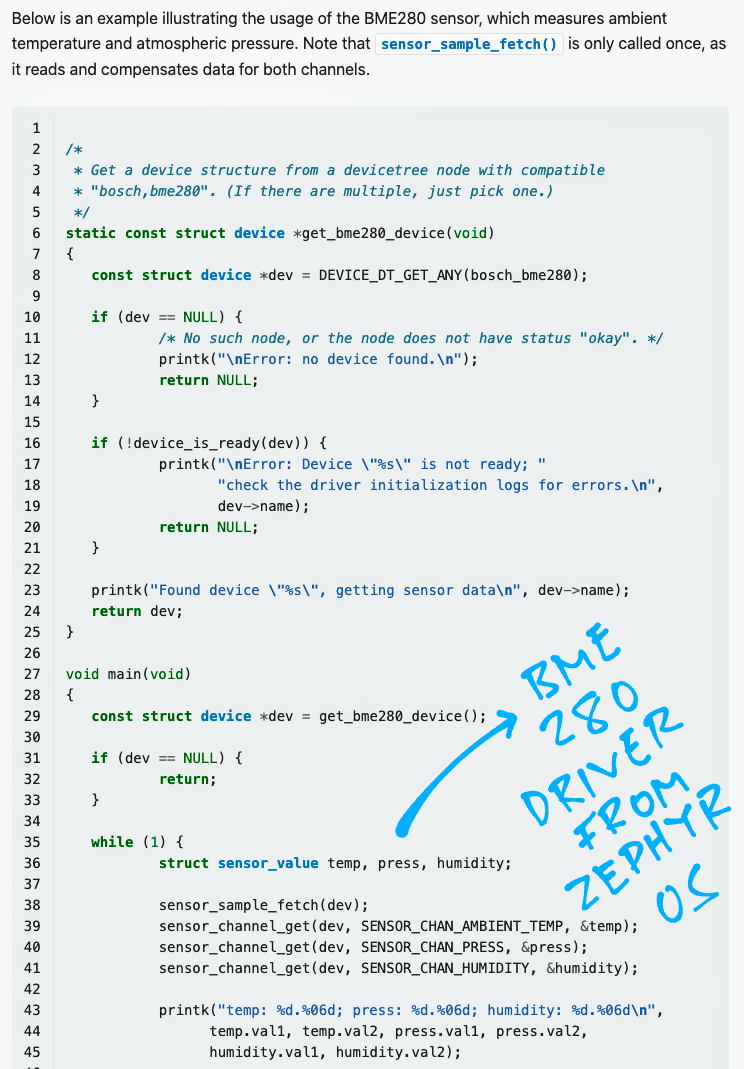 Below is an example illustrating the usage of the BME280 sensor, which measures ambient
temperature and atmospheric pressure. Note that sensor_sample_fetch() is only called once, as
it reads and compensates data for both channels.
1
2 /*
3  * Get a device structure from a devicetree node with compatible
4  * "bosch,bme280". (If there are multiple, just pick one.)
5  */
6 static const struct device *get_bme280_device(void)
7 {
8    const struct device *dev = DEVICE_DT_GET_ANY(bosch_bme280);
9
10    if (dev == NULL) {
11            /* No such node, or the node does not have status "okay". */
12            printk("\nError: no device found.\n");
13            return NULL;
14    }
15
16    if (!device_is_ready(dev)) {
17            printk("\nError: Device \"%s\" is not ready; "
18                   "check the driver initialization logs for errors.\n",
19                   dev->name);
20            return NULL;
21    }
22
23    printk("Found device \"%s\", getting sensor data\n", dev->name);
24    return dev;
25 }
26
27 void main(void)
28 {
29    const struct device *dev = get_bme280_device();
30
31    if (dev == NULL) {
32            return;
33    }
34
35    while (1) {
36            struct sensor_value temp, press, humidity;
37
38            sensor_sample_fetch(dev);
39            sensor_channel_get(dev, SENSOR_CHAN_AMBIENT_TEMP, &temp);
40            sensor_channel_get(dev, SENSOR_CHAN_PRESS, &press);
41            sensor_channel_get(dev, SENSOR_CHAN_HUMIDITY, &humidity);
42
43            printk("temp: %d.%06d; press: %d.%06d; humidity: %d.%06d\n",
44                  temp.val1, temp.val2, press.val1, press.val2,
45                  humidity.val1, humidity.val2);
BME
280
DRIVER
FROM
ZEPHYR
OS